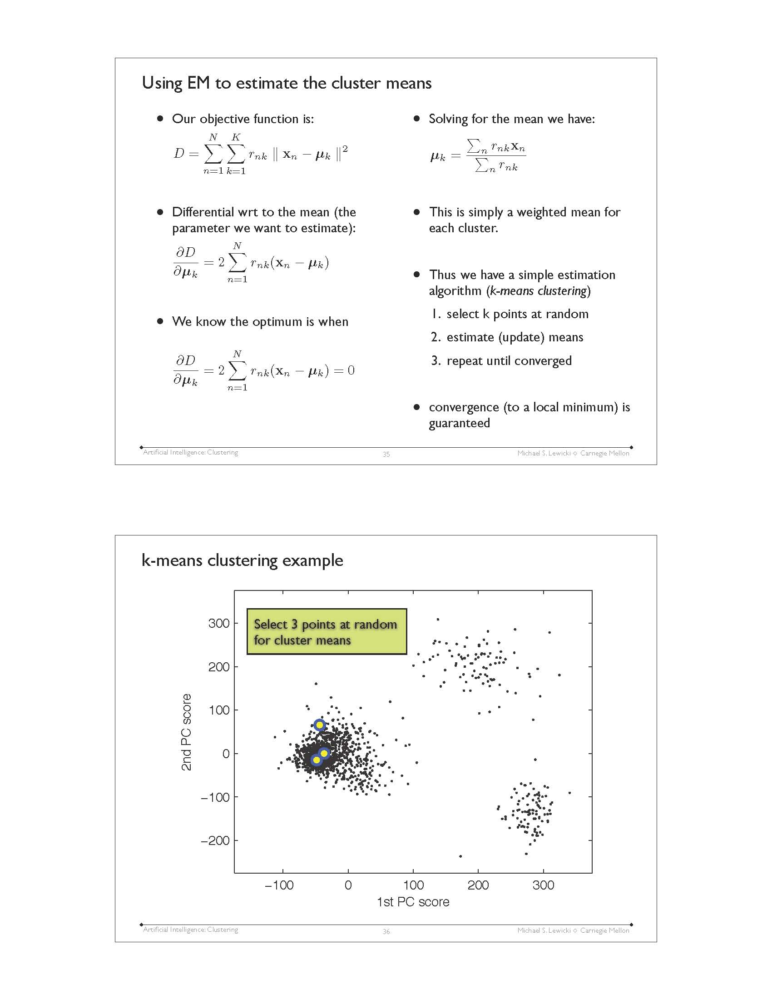 Using EM to estimate the cluster means
• Our objective function is:
D = \sum_{n=1}^{N} \sum_{k=1}^{K} r_{nk} \| \mathbf{x}_n - \boldsymbol{\mu}_k \|^2
• Differential wrt to the mean (the
parameter we want to estimate):
\frac{\partial D}{\partial \boldsymbol{\mu}_k} = 2 \sum_{n=1}^{N} r_{nk} (\mathbf{x}_n - \boldsymbol{\mu}_k)
• We know the optimum is when
\frac{\partial D}{\partial \boldsymbol{\mu}_k} = 2 \sum_{n=1}^{N} r_{nk} (\mathbf{x}_n - \boldsymbol{\mu}_k) = 0
• Solving for the mean we have:
\boldsymbol{\mu}_k = \frac{\sum_n r_{nk} \mathbf{x}_n}{\sum_n r_{nk}}
• This is simply a weighted mean for
each cluster.
• Thus we have a simple estimation
algorithm (k-means clustering)
1. select k points at random
2. estimate (update) means
3. repeat until converged
• convergence (to a local minimum) is
guaranteed
Artificial Intelligence: Clustering
35
Michael S. Lewicki ◇ Carnegie Mellon
k-means clustering example
Select 3 points at random
for cluster means
300
200
100
0
−100
−200
2nd PC score
−100 0 100 200 300
1st PC score
Artificial Intelligence: Clustering
36
Michael S. Lewicki ◇ Carnegie Mellon